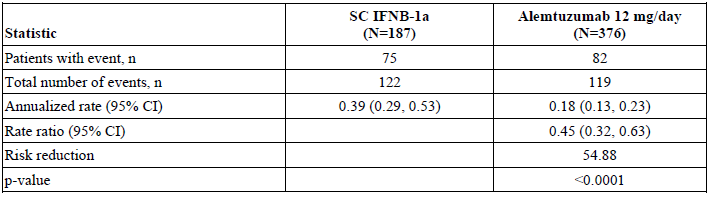 Statistic SC IFNB-1a (N=187) Alemtuzumab 12 mg/day (N=376)
Patients with event, n 75 82
Total number of events, n 122 119
Annualized rate (95% CI) 0.39 (0.29, 0.53) 0.18 (0.13, 0.23)
Rate ratio (95% CI) 0.45 (0.32, 0.63)
Risk reduction 54.88
p-value <0.0001